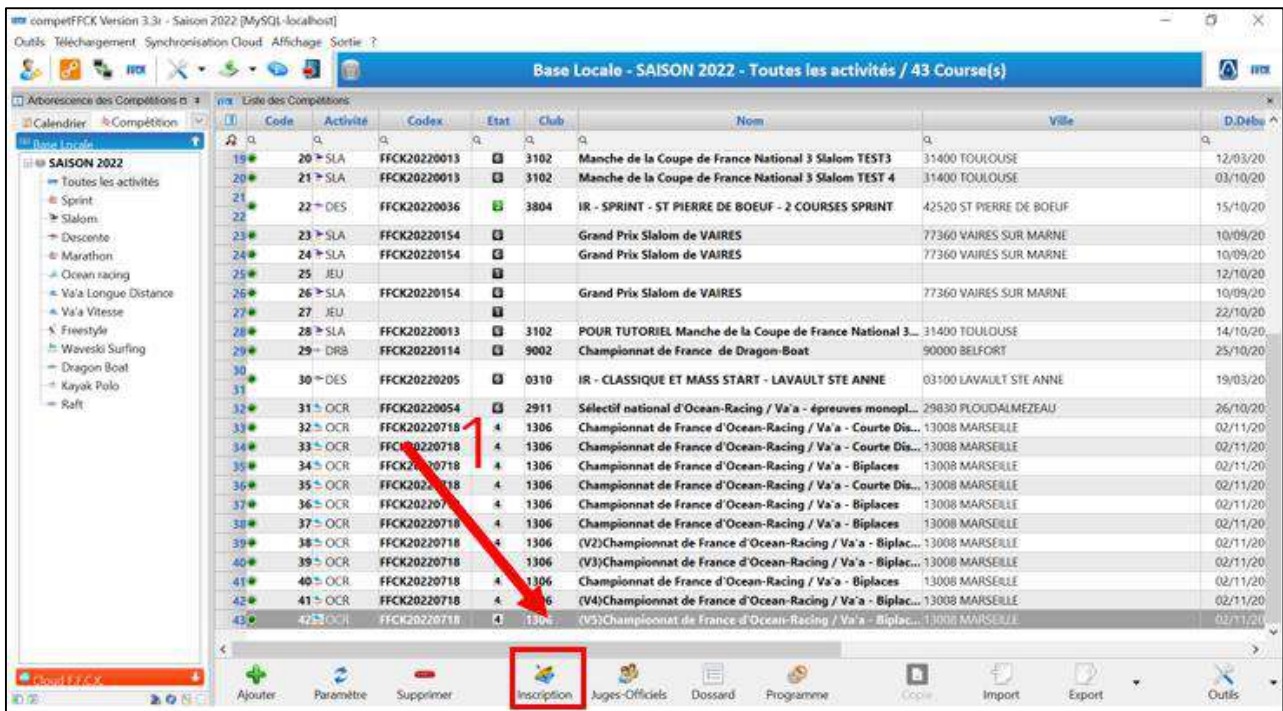 competFFCK Version 3.3r - Saison 2022 [MySQL-localhost]
Outils Téléchargement Synchronisation Cloud Affichage Sortie ?
Base Locale - SAISON 2022 - Toutes les activités / 43 Course(s)
Arborescence des Compétitions
Liste des Compétitions
Calendrier Compétition
Code Activité Codex Etat Club Nom Ville D.Débu
Base Locale
SAISON 2022
Toutes les activités
Sprint
Slalom
Descente
Marathon
Ocean racing
Va'a Longue Distance
Va'a Vitesse
Freestyle
Waveski Surfing
Dragon Boat
Kayak Polo
Raft
19 20 SLA FFCK20220013 3102 Manche de la Coupe de France National 3 Slalom TEST3 31400 TOULOUSE 12/03/20
20 21 SLA FFCK20220013 3102 Manche de la Coupe de France National 3 Slalom TEST 4 31400 TOULOUSE 03/10/20
21
22 22 DES FFCK20220036 3804 IR - SPRINT - ST PIERRE DE BOEUF - 2 COURSES SPRINT 42520 ST PIERRE DE BOEUF 15/10/20
23 23 SLA FFCK20220154 Grand Prix Slalom de VAIRES 77360 VAIRES SUR MARNE 10/09/20
24 24 SLA FFCK20220154 Grand Prix Slalom de VAIRES 77360 VAIRES SUR MARNE 10/09/20
25 25 JEU 12/10/20
26 26 SLA FFCK20220154 Grand Prix Slalom de VAIRES 77360 VAIRES SUR MARNE 10/09/20
27 27 JEU 22/10/20
28 28 SLA FFCK20220013 3102 POUR TUTORIEL Manche de la Coupe de France National 3... 31400 TOULOUSE 14/10/20
29 29 DRB FFCK20220114 9002 Championnat de France de Dragon-Boat 90000 BELFORT 25/10/20
30
31 30 DES FFCK20220205 0310 IR - CLASSIQUE ET MASS START - LAVAULT STE ANNE 03100 LAVAULT STE ANNE 19/03/20
32 31 OCR FFCK20220054 2911 Sélectif national d'Ocean-Racing / Va'a - épreuves monopl... 29830 PLOUDALMEZEAU 26/10/20
33 32 OCR FFCK20220718 4 1306 Championnat de France d'Ocean-Racing / Va'a - Courte Dis... 13008 MARSEILLE 02/11/20
34 33 OCR 4 1306 Championnat de France d'Ocean-Racing / Va'a - Courte Dis... 13008 MARSEILLE 02/11/20
35 34 OCR 4 1306 Championnat de France d'Ocean-Racing / Va'a - Biplaces 13008 MARSEILLE 02/11/20
36 35 OCR 4 1306 Championnat de France d'Ocean-Racing / Va'a - Courte Dis... 13008 MARSEILLE 02/11/20
37 36 OCR 4 1306 Championnat de France d'Ocean-Racing / Va'a - Biplaces 13008 MARSEILLE 02/11/20
38 37 OCR FFCK20220718 4 1306 Championnat de France d'Ocean-Racing / Va'a - Biplaces 13008 MARSEILLE 02/11/20
39 38 OCR FFCK20220718 1306 (V2)Championnat de France d'Ocean-Racing / Va'a - Biplac... 13008 MARSEILLE 02/11/20
40 39 OCR FFCK20220718 1306 (V3)Championnat de France d'Ocean-Racing / Va'a - Biplac... 13008 MARSEILLE 02/11/20
41 40 OCR FFCK20220718 4 1306 Championnat de France d'Ocean-Racing / Va'a - Biplaces 13008 MARSEILLE 02/11/20
42 41 OCR FFCK20220718 4 (V4)Championnat de France d'Ocean-Racing / Va'a - Biplac... 13008 MARSEILLE 02/11/20
43 42 OCR FFCK20220718 4 1306 (V5)Championnat de France d'Ocean-Racing / Va'a - Biplac... 13008 MARSEILLE 02/11/20
1
Cloud F.F.C.K.
Ajouter Paramètre Supprimer Inscription Juges-Officiels Dossard Programme Copie Import Export Outils